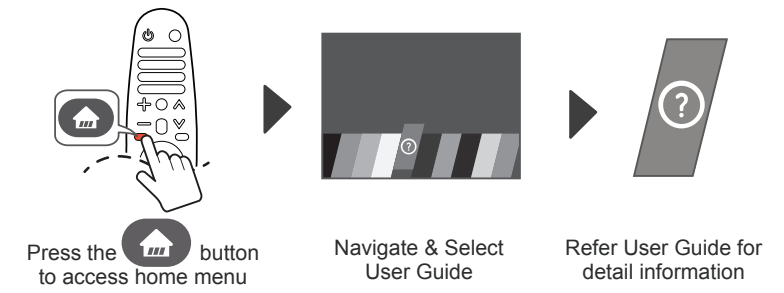 ?
?
Press the button
to access home menu
Navigate & Select
User Guide
Refer User Guide for
detail information